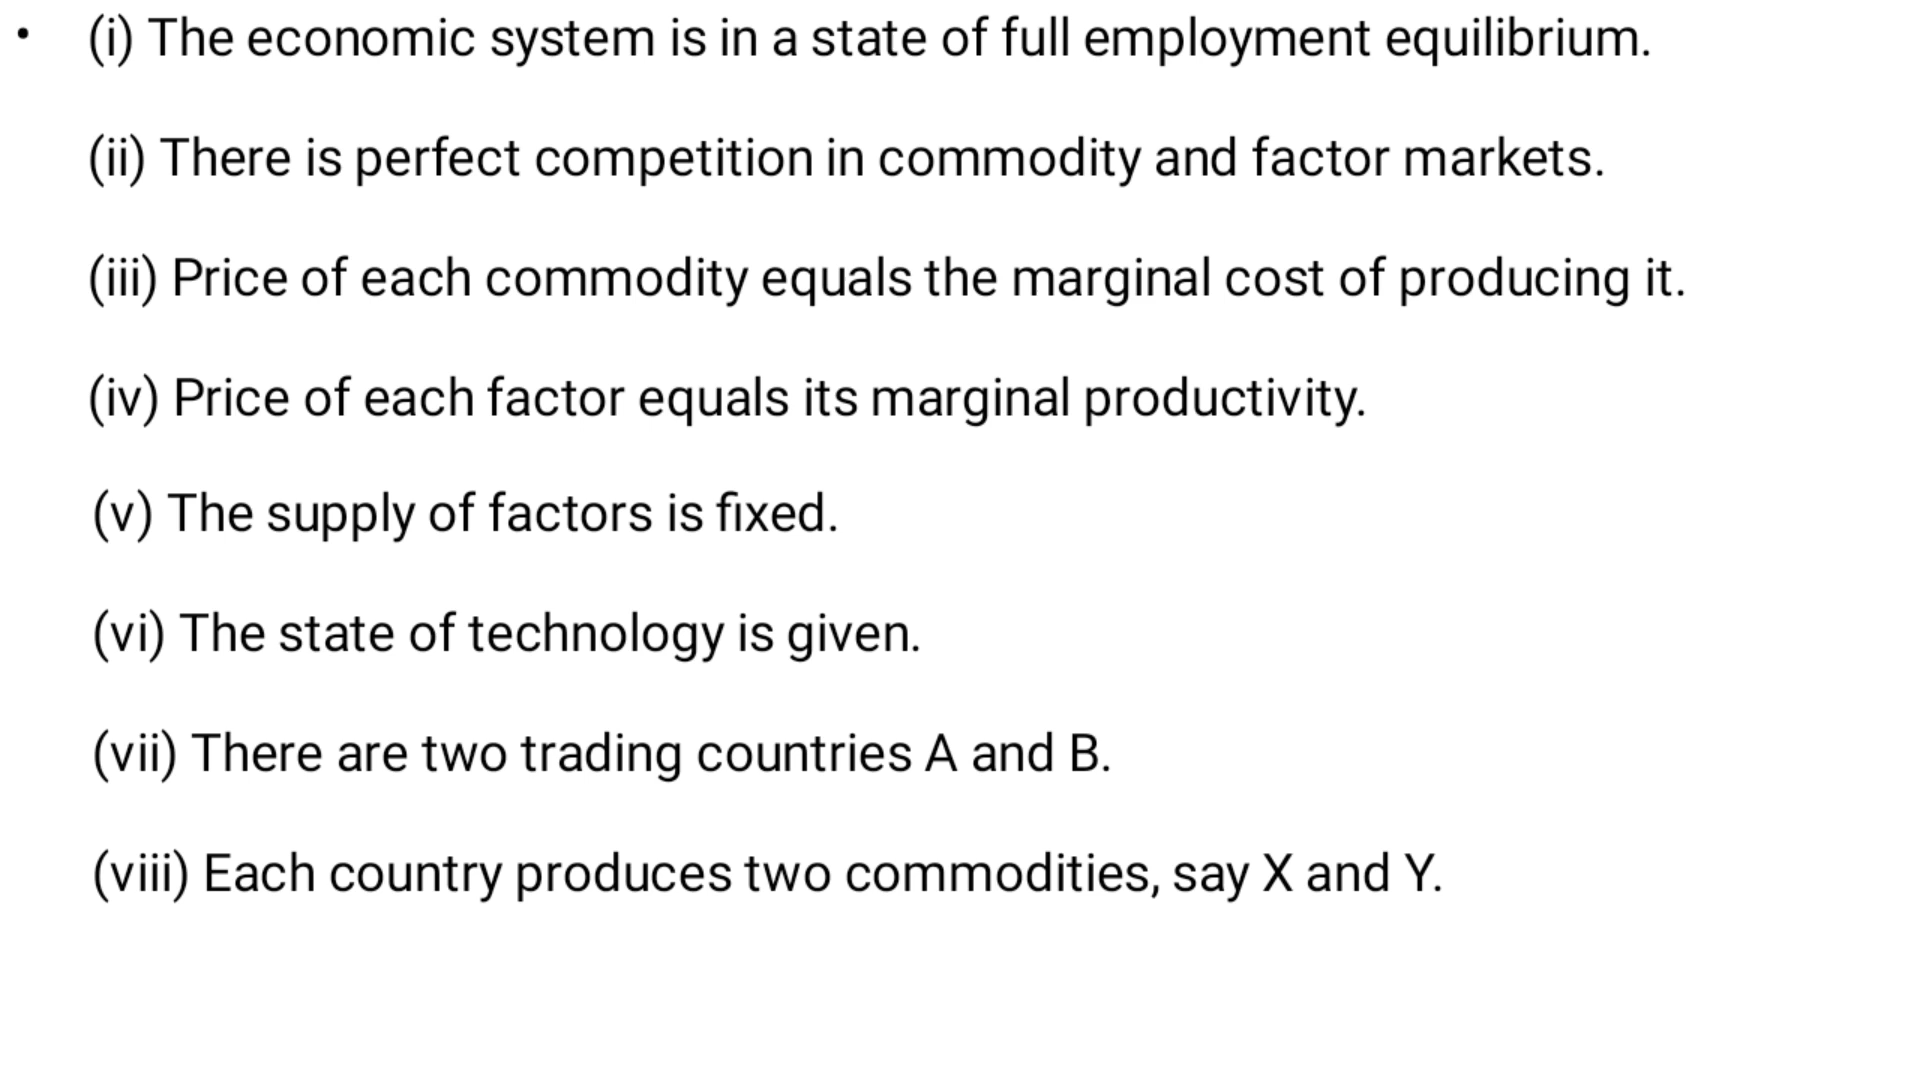 • (i) The economic system is in a state of full employment equilibrium.
(ii) There is perfect competition in commodity and factor markets.
(iii) Price of each commodity equals the marginal cost of producing it.
(iv) Price of each factor equals its marginal productivity.
(v) The supply of factors is fixed.
(vi) The state of technology is given.
(vii) There are two trading countries A and B.
(viii) Each country produces two commodities, say X and Y.